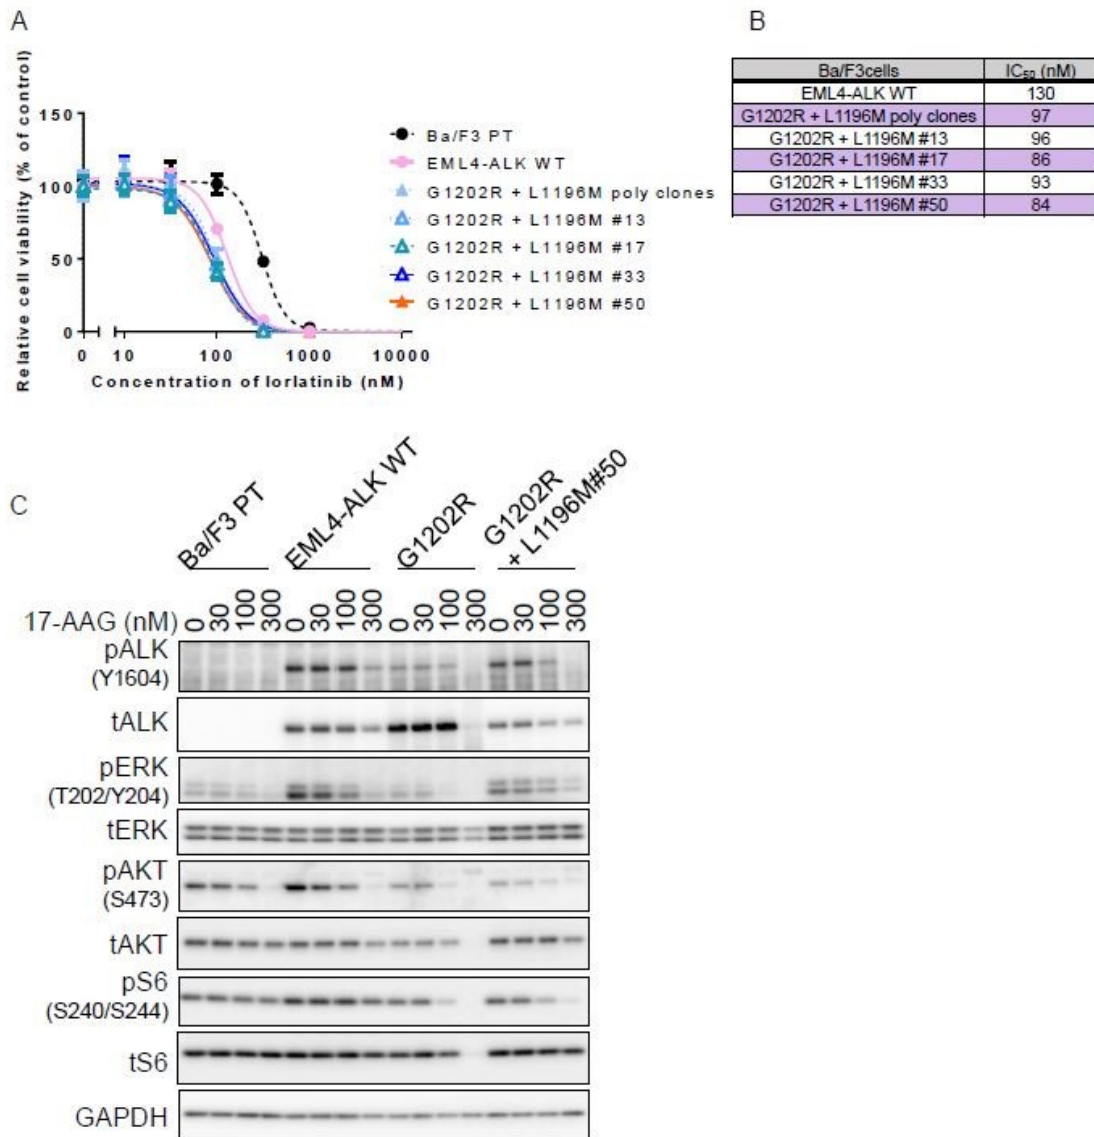 A
B
Relative cell viability (% of control)
150
100
50
0
0 10 100 1000 10000
Concentration of lorlatinib (nM)
Ba/F3 PT
EML4-ALK WT
G1202R + L1196M poly clones
G1202R + L1196M #13
G1202R + L1196M #17
G1202R + L1196M #33
G1202R + L1196M #50
Ba/F3cells IC50 (nM)
EML4-ALK WT 130
G1202R + L1196M poly clones 97
G1202R + L1196M #13 96
G1202R + L1196M #17 86
G1202R + L1196M #33 93
G1202R + L1196M #50 84
C
Ba/F3 PT
EML4-ALK WT
G1202R
G1202R
+ L1196M#50
17-AAG (nM) 0 30 100 300 0 30 100 300 0 30 100 300 0 30 100 300
pALK
(Y1604)
tALK
pERK
(T202/Y204)
tERK
pAKT
(S473)
tAKT
pS6
(S240/S244)
tS6
GAPDH